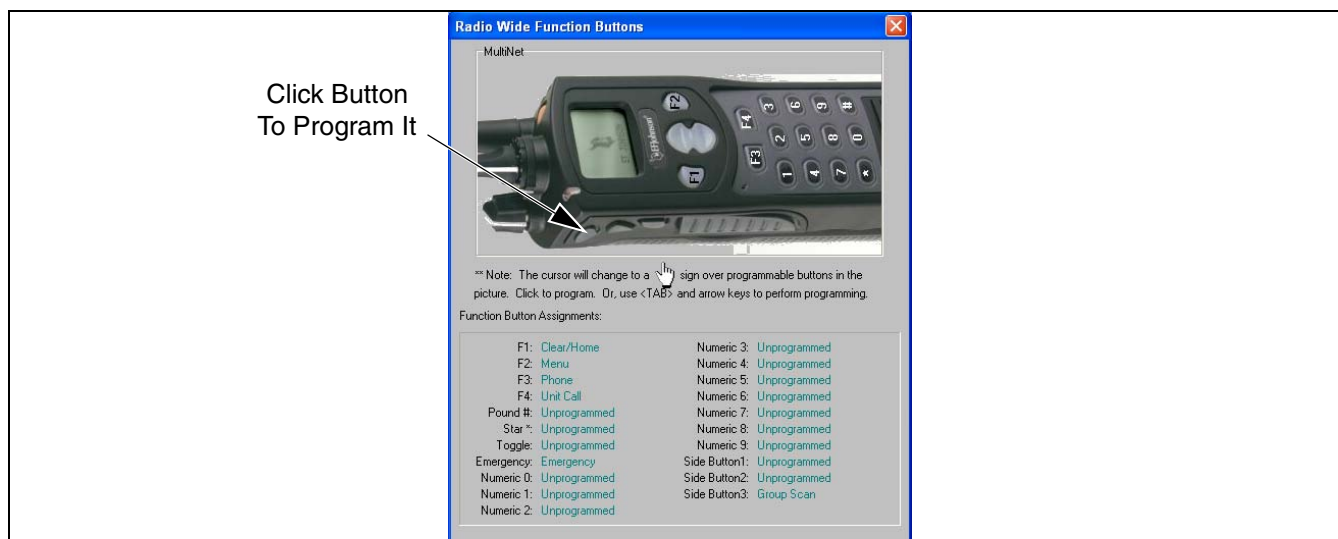 Radio Wide Function Buttons
MultiNet
Click Button
To Program It
EFJohnson
F1
F2
F3
F4
1 2 3
4 5 6
7 8 9
* 0 #
** Note: The cursor will change to a sign over programmable buttons in the
picture. Click to program. Or, use <TAB> and arrow keys to perform programming.
Function Button Assignments:
F1: Clear/Home
F2: Menu
F3: Phone
F4: Unit Call
Pound #: Unprogrammed
Star *: Unprogrammed
Toggle: Unprogrammed
Emergency: Emergency
Numeric 0: Unprogrammed
Numeric 1: Unprogrammed
Numeric 2: Unprogrammed
Numeric 3: Unprogrammed
Numeric 4: Unprogrammed
Numeric 5: Unprogrammed
Numeric 6: Unprogrammed
Numeric 7: Unprogrammed
Numeric 8: Unprogrammed
Numeric 9: Unprogrammed
Side Button1: Unprogrammed
Side Button2: Unprogrammed
Side Button3: Group Scan